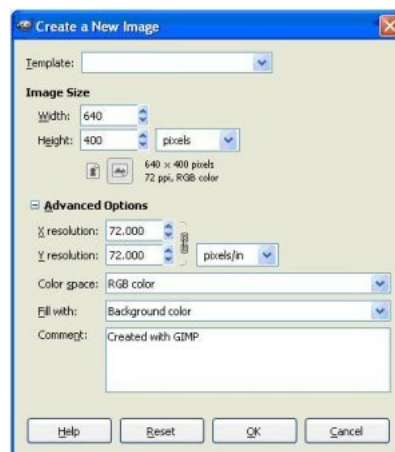 Create a New Image
Template:
Image Size
Width: 640
Height: 400 pixels
640 × 400 pixels
72 ppi, RGB color
Advanced Options
X resolution: 72.000
Y resolution: 72.000 pixels/in
Color space: RGB color
Fill with: Background color
Comment: Created with GIMP
Help Reset OK Cancel